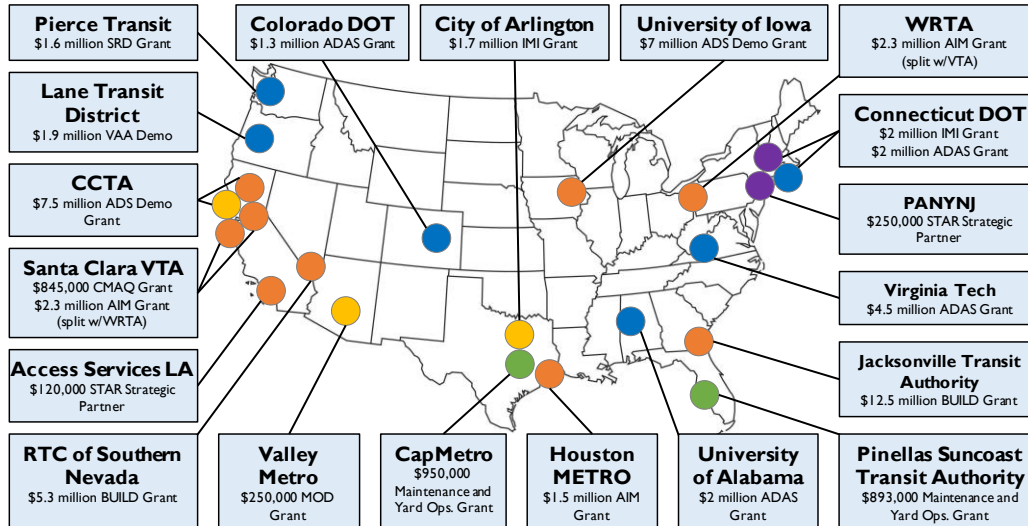 Pierce Transit
$1.6 million SRD Grant
Colorado DOT
$1.3 million ADAS Grant
City of Arlington
$1.7 million IMI Grant
University of Iowa
$7 million ADS Demo Grant
WRTA
$2.3 million AIM Grant
(split w/VTA)
Lane Transit
District
$1.9 million VAA Demo
Connecticut DOT
$2 million IMI Grant
$2 million ADAS Grant
CCTA
$7.5 million ADS Demo
Grant
PANYNJ
$250,000 STAR Strategic
Partner
Santa Clara VTA
$845,000 CMAQ Grant
$2.3 million AIM Grant
(split w/WRTA)
Virginia Tech
$4.5 million ADAS Grant
Access Services LA
$120,000 STAR Strategic
Partner
Jacksonville Transit
Authority
$12.5 million BUILD Grant
RTC of Southern
Nevada
$5.3 million BUILD Grant
Valley
Metro
$250,000 MOD
Grant
CapMetro
$950,000
Maintenance and
Yard Ops. Grant
Houston
METRO
$1.5 million AIM
Grant
University
of Alabama
$2 million ADAS
Grant
Pinellas Suncoast
Transit Authority
$893,000 Maintenance and
Yard Ops. Grant